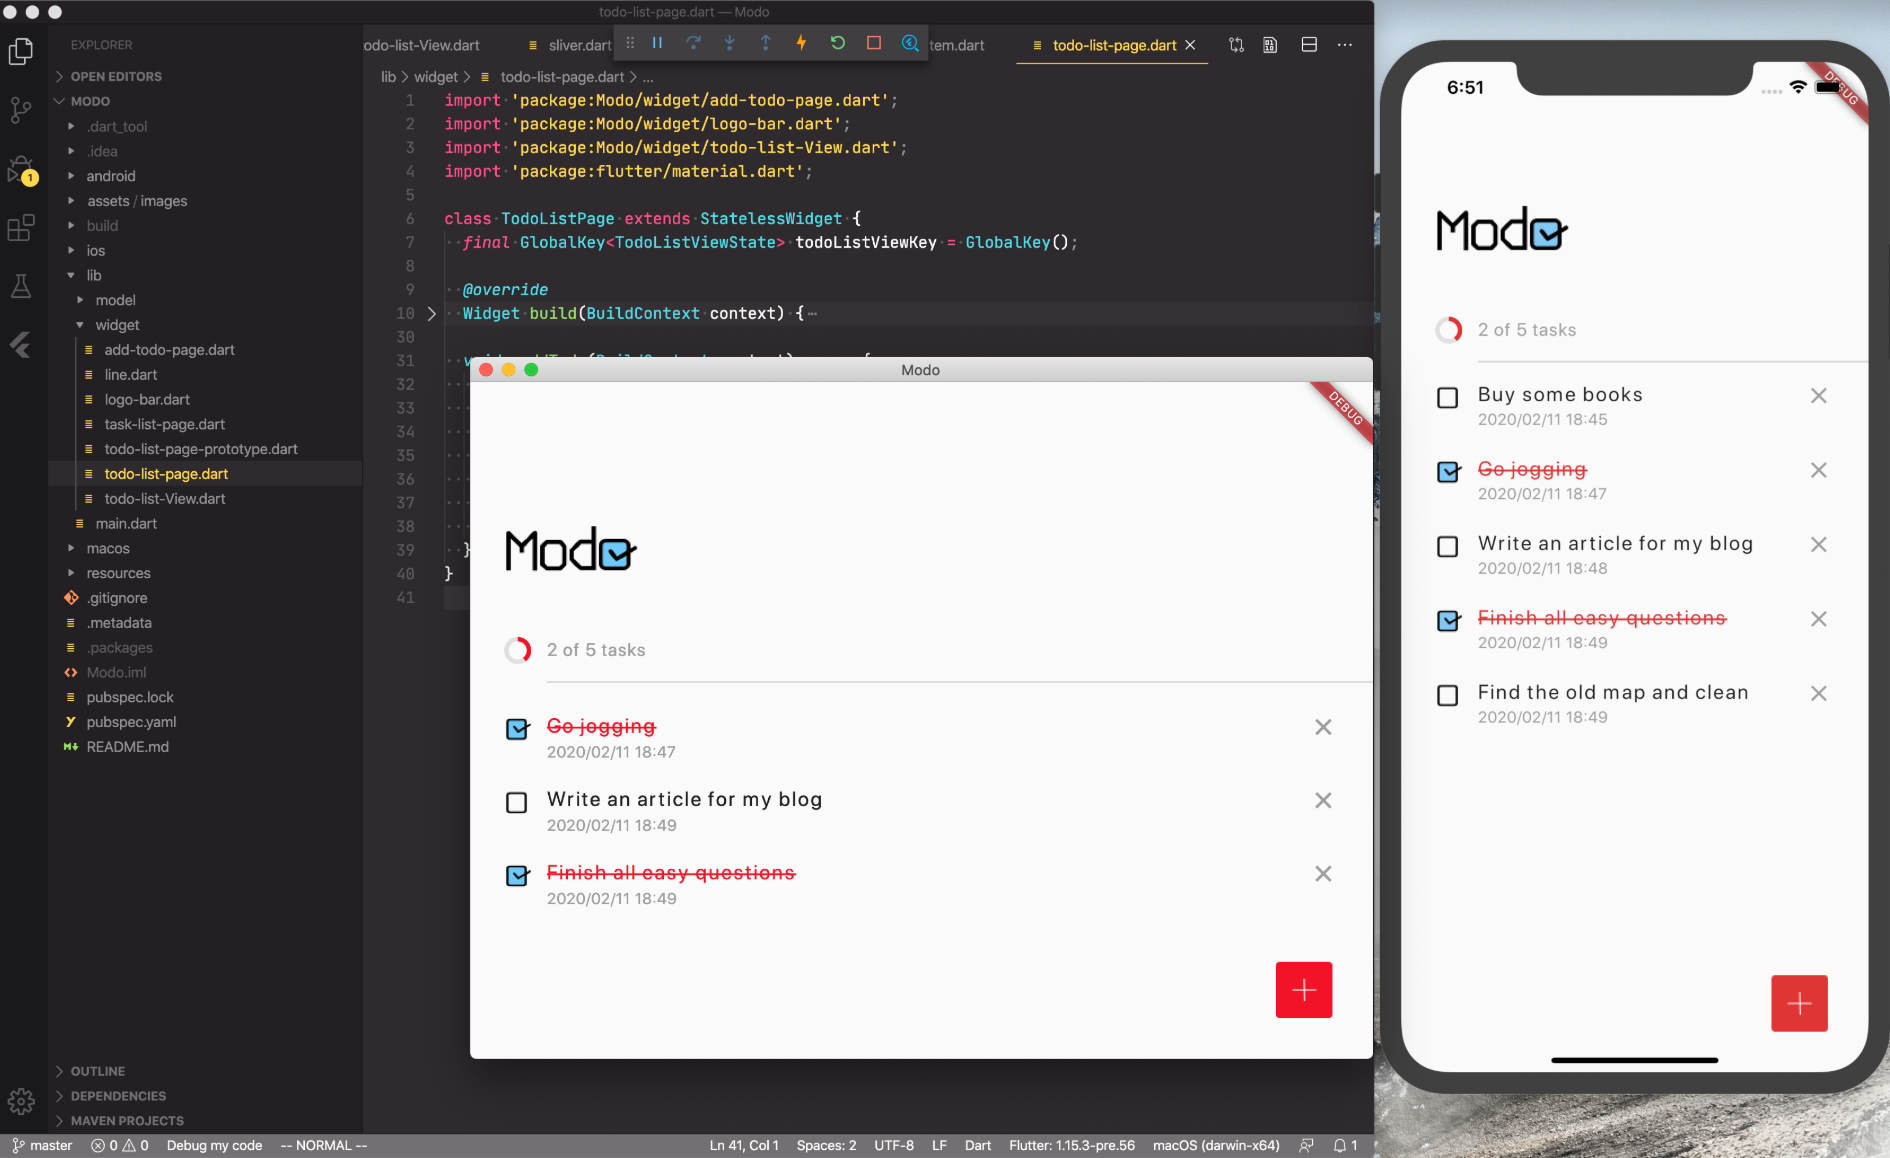 todo-list-page.dart — Modo
EXPLORER
OPEN EDITORS
MODO
.dart_tool
.idea
android
assets / images
build
ios
lib
model
widget
add-todo-page.dart
line.dart
logo-bar.dart
task-list-page.dart
todo-list-page-prototype.dart
todo-list-page.dart
todo-list-View.dart
main.dart
macos
resources
.gitignore
.metadata
.packages
Modo.iml
pubspec.lock
pubspec.yaml
README.md
OUTLINE
DEPENDENCIES
MAVEN PROJECTS
1
odo-list-View.dart
sliver.dart
tem.dart
todo-list-page.dart
lib > widget > todo-list-page.dart > ...
1 import 'package:Modo/widget/add-todo-page.dart';
2 import 'package:Modo/widget/logo-bar.dart';
3 import 'package:Modo/widget/todo-list-View.dart';
4 import 'package:flutter/material.dart';
5
6 class TodoListPage extends StatelessWidget {
7 final GlobalKey<TodoListViewState> todoListViewKey = GlobalKey();
8
9 @override
10 Widget build(BuildContext context) {
30
31
32
33
34
35
36
37
38
39 }
40 }
41
Modo
DEBUG
Modo
2 of 5 tasks
Go jogging
2020/02/11 18:47
Write an article for my blog
2020/02/11 18:49
Finish all easy questions
2020/02/11 18:49
6:51
DEBUG
Modo
2 of 5 tasks
Buy some books
2020/02/11 18:45
Go jogging
2020/02/11 18:47
Write an article for my blog
2020/02/11 18:48
Finish all easy questions
2020/02/11 18:49
Find the old map and clean
2020/02/11 18:49
master 0 0 Debug my code -- NORMAL -- Ln 41, Col 1 Spaces: 2 UTF-8 LF Dart Flutter: 1.15.3-pre.56 macOS (darwin-x64) 1